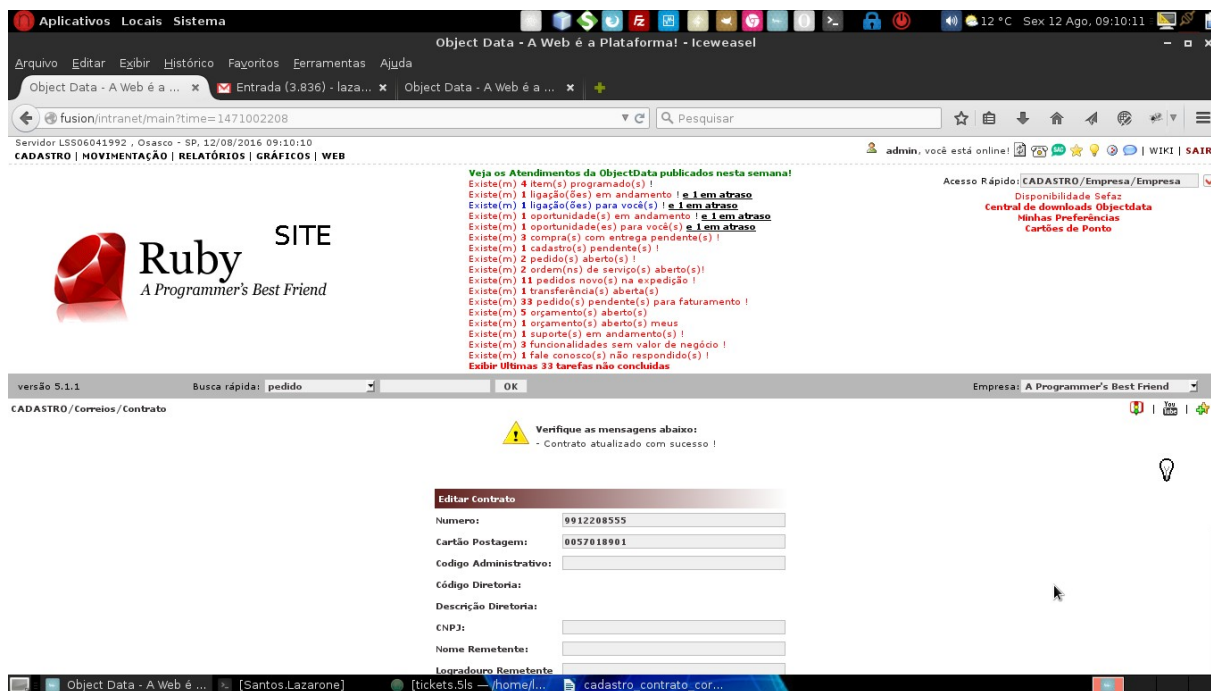 Aplicativos Locais Sistema
12 °C Sex 12 Ago, 09:10:11
Object Data - A Web é a Plataforma! - Iceweasel
Arquivo Editar Exibir Histórico Favoritos Ferramentas Ajuda
Object Data - A Web é a ... Entrada (3.836) - laza... Object Data - A Web é a ...
fusion/intranet/main?time=1471002208 Pesquisar
Servidor LSS06041992 , Osasco - SP, 12/08/2016 09:10:10
CADASTRO | MOVIMENTAÇÃO | RELATÓRIOS | GRÁFICOS | WEB
admin, você está online! | WIKI | SAIR
SITE
Ruby
A Programmer's Best Friend
Veja os Atendimentos da ObjectData publicados nesta semana!
Existe(m) 4 item(s) programado(s) !
Existe(m) 1 ligação(ões) em andamento ! e 1 em atraso
Existe(m) 1 ligação(ões) para você(s) ! e 1 em atraso
Existe(m) 1 oportunidade(s) em andamento ! e 1 em atraso
Existe(m) 1 oportunidade(es) para você(s) e 1 em atraso
Existe(m) 3 compra(s) com entrega pendente(s) !
Existe(m) 1 cadastro(s) pendente(s) !
Existe(m) 2 pedido(s) aberto(s) !
Existe(m) 2 ordem(ns) de serviço(s) aberto(s)!
Existe(m) 11 pedidos novo(s) na expedição !
Existe(m) 1 transferência(s) aberta(s)
Existe(m) 33 pedido(s) pendente(s) para faturamento !
Existe(m) 5 orçamento(s) aberto(s)
Existe(m) 1 orçamento(s) aberto(s) meus
Existe(m) 1 suporte(s) em andamento(s) !
Existe(m) 3 funcionalidades sem valor de negócio !
Existe(m) 1 fale conosco(s) não respondido(s) !
Exibir Ultimas 33 tarefas não concluidas
Acesso Rápido: CADASTRO/Empresa/Empresa
Disponibilidade Sefaz
Central de downloads Objectdata
Minhas Preferências
Cartões de Ponto
versão 5.1.1 Busca rápida: pedido OK Empresa: A Programmer's Best Friend
CADASTRO/Correios/Contrato
You Tube
Verifique as mensagens abaixo:
- Contrato atualizado com sucesso !
Editar Contrato
Numero: 9912208555
Cartão Postagem: 0057018901
Codigo Administrativo:
Código Diretoria:
Descrição Diretoria:
CNPJ:
Nome Remetente:
Logradouro Remetente
Object Data - A Web é ... [Santos.Lazarone] [tickets.5ls — /home/l... cadastro_contrato_cor...